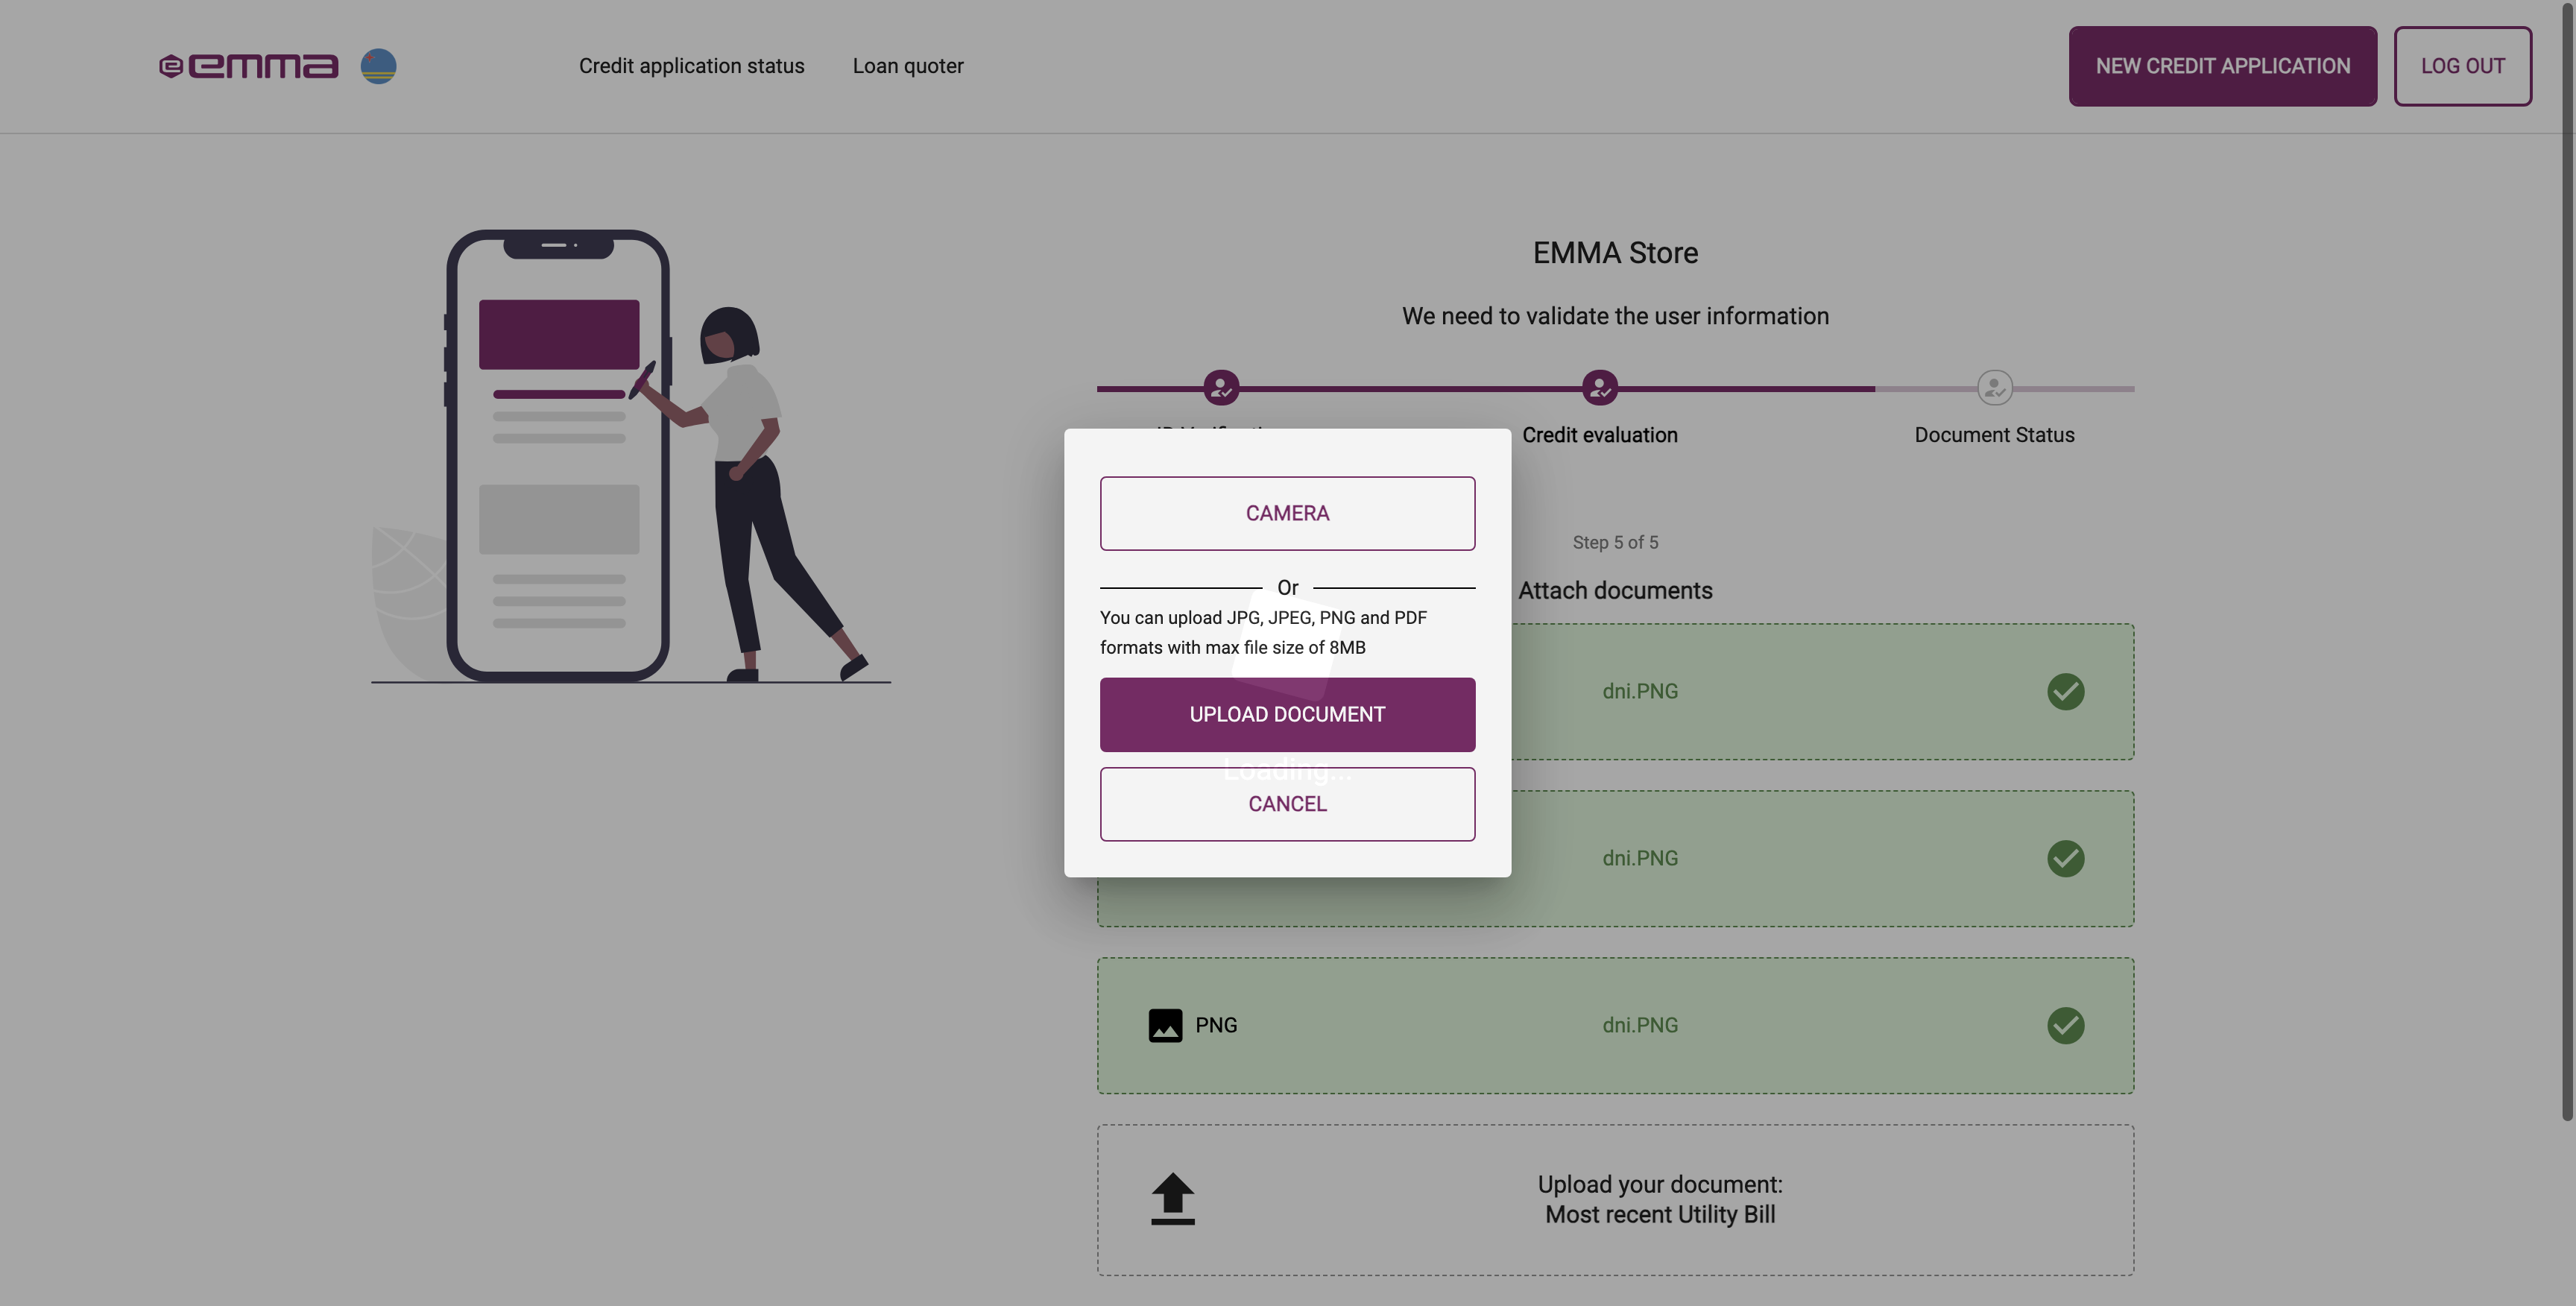 emma
Credit application status
Loan quoter
NEW CREDIT APPLICATION
LOG OUT
EMMA Store
We need to validate the user information
Credit evaluation
Document Status
Step 5 of 5
Attach documents
CAMERA
Or
You can upload JPG, JPEG, PNG and PDF
formats with max file size of 8MB
UPLOAD DOCUMENT
Loading...
CANCEL
dni.PNG
dni.PNG
PNG
dni.PNG
Upload your document:
Most recent Utility Bill